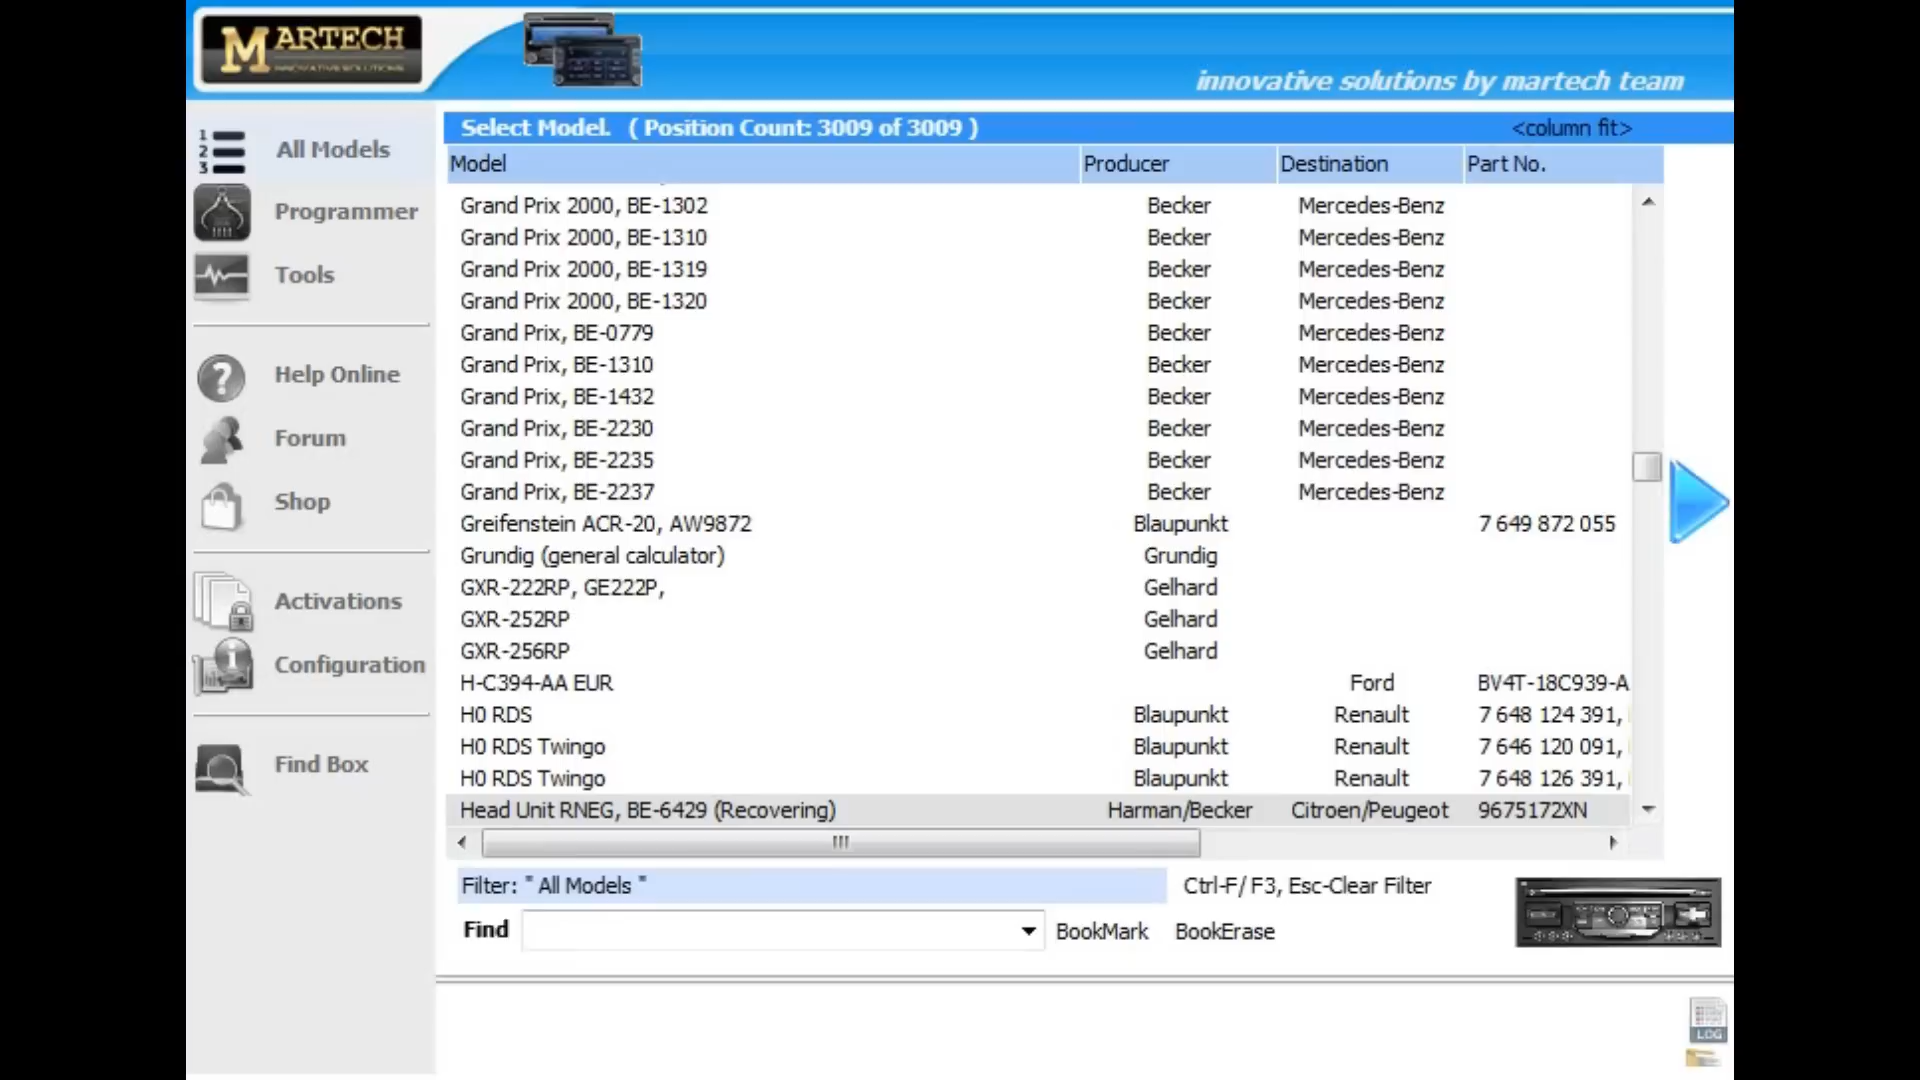 MARTECH
INNOVATIVE SOLUTIONS
innovative solutions by martech team
1
2
3
All Models
Programmer
Tools
Help Online
Forum
Shop
Activations
Configuration
Find Box
Select Model. ( Position Count: 3009 of 3009 ) <column fit>
Model Producer Destination Part No.
Grand Prix 2000, BE-1302 Becker Mercedes-Benz
Grand Prix 2000, BE-1310 Becker Mercedes-Benz
Grand Prix 2000, BE-1319 Becker Mercedes-Benz
Grand Prix 2000, BE-1320 Becker Mercedes-Benz
Grand Prix, BE-0779 Becker Mercedes-Benz
Grand Prix, BE-1310 Becker Mercedes-Benz
Grand Prix, BE-1432 Becker Mercedes-Benz
Grand Prix, BE-2230 Becker Mercedes-Benz
Grand Prix, BE-2235 Becker Mercedes-Benz
Grand Prix, BE-2237 Becker Mercedes-Benz
Greifenstein ACR-20, AW9872 Blaupunkt 7 649 872 055
Grundig (general calculator) Grundig
GXR-222RP, GE222P, Gelhard
GXR-252RP Gelhard
GXR-256RP Gelhard
H-C394-AA EUR Ford BV4T-18C939-A
H0 RDS Blaupunkt Renault 7 648 124 391,
H0 RDS Twingo Blaupunkt Renault 7 646 120 091,
H0 RDS Twingo Blaupunkt Renault 7 648 126 391,
Head Unit RNEG, BE-6429 (Recovering) Harman/Becker Citroen/Peugeot 9675172XN
Filter: " All Models " Ctrl-F/ F3, Esc-Clear Filter
Find BookMark BookErase
LOG